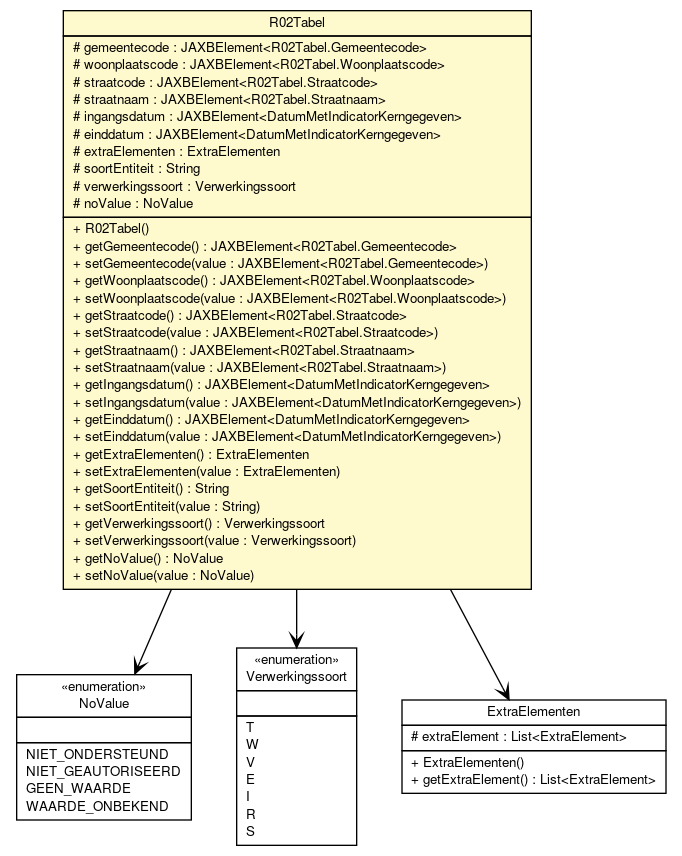 R02Tabel
# gemeentecode : JAXBElement<R02Tabel.Gemeentecode>
# woonplaatscode : JAXBElement<R02Tabel.Woonplaatscode>
# straatcode : JAXBElement<R02Tabel.Straatcode>
# straatnaam : JAXBElement<R02Tabel.Straatnaam>
# ingangsdatum : JAXBElement<DatumMetIndicatorKerngegeven>
# einddatum : JAXBElement<DatumMetIndicatorKerngegeven>
# extraElementen : ExtraElementen
# soortEntiteit : String
# verwerkingssoort : Verwerkingssoort
# noValue : NoValue
+ R02Tabel()
+ getGemeentecode() : JAXBElement<R02Tabel.Gemeentecode>
+ setGemeentecode(value : JAXBElement<R02Tabel.Gemeentecode>)
+ getWoonplaatscode() : JAXBElement<R02Tabel.Woonplaatscode>
+ setWoonplaatscode(value : JAXBElement<R02Tabel.Woonplaatscode>)
+ getStraatcode() : JAXBElement<R02Tabel.Straatcode>
+ setStraatcode(value : JAXBElement<R02Tabel.Straatcode>)
+ getStraatnaam() : JAXBElement<R02Tabel.Straatnaam>
+ setStraatnaam(value : JAXBElement<R02Tabel.Straatnaam>)
+ getIngangsdatum() : JAXBElement<DatumMetIndicatorKerngegeven>
+ setIngangsdatum(value : JAXBElement<DatumMetIndicatorKerngegeven>)
+ getEinddatum() : JAXBElement<DatumMetIndicatorKerngegeven>
+ setEinddatum(value : JAXBElement<DatumMetIndicatorKerngegeven>)
+ getExtraElementen() : ExtraElementen
+ setExtraElementen(value : ExtraElementen)
+ getSoortEntiteit() : String
+ setSoortEntiteit(value : String)
+ getVerwerkingssoort() : Verwerkingssoort
+ setVerwerkingssoort(value : Verwerkingssoort)
+ getNoValue() : NoValue
+ setNoValue(value : NoValue)
«enumeration»
NoValue
NIET_ONDERSTEUND
NIET_GEAUTORISEERD
GEEN_WAARDE
WAARDE_ONBEKEND
«enumeration»
Verwerkingssoort
T
W
V
E
I
R
S
ExtraElementen
# extraElement : List<ExtraElement>
+ ExtraElementen()
+ getExtraElement() : List<ExtraElement>